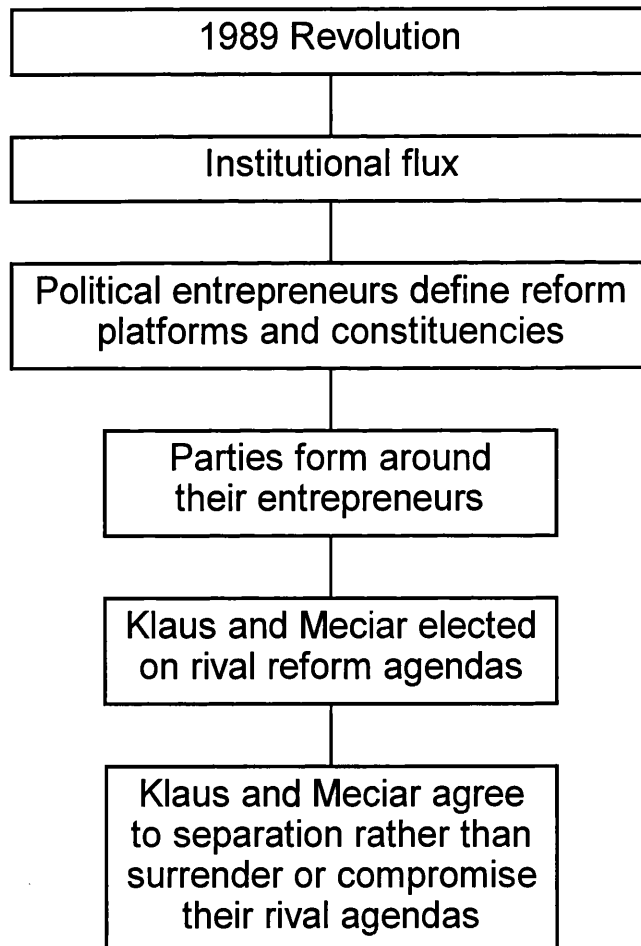 1989 Revolution
Institutional flux
Political entrepreneurs define reform
platforms and constituencies
Parties form around
their entrepreneurs
Klaus and Meciar elected
on rival reform agendas
Klaus and Meciar agree
to separation rather than
surrender or compromise
their rival agendas